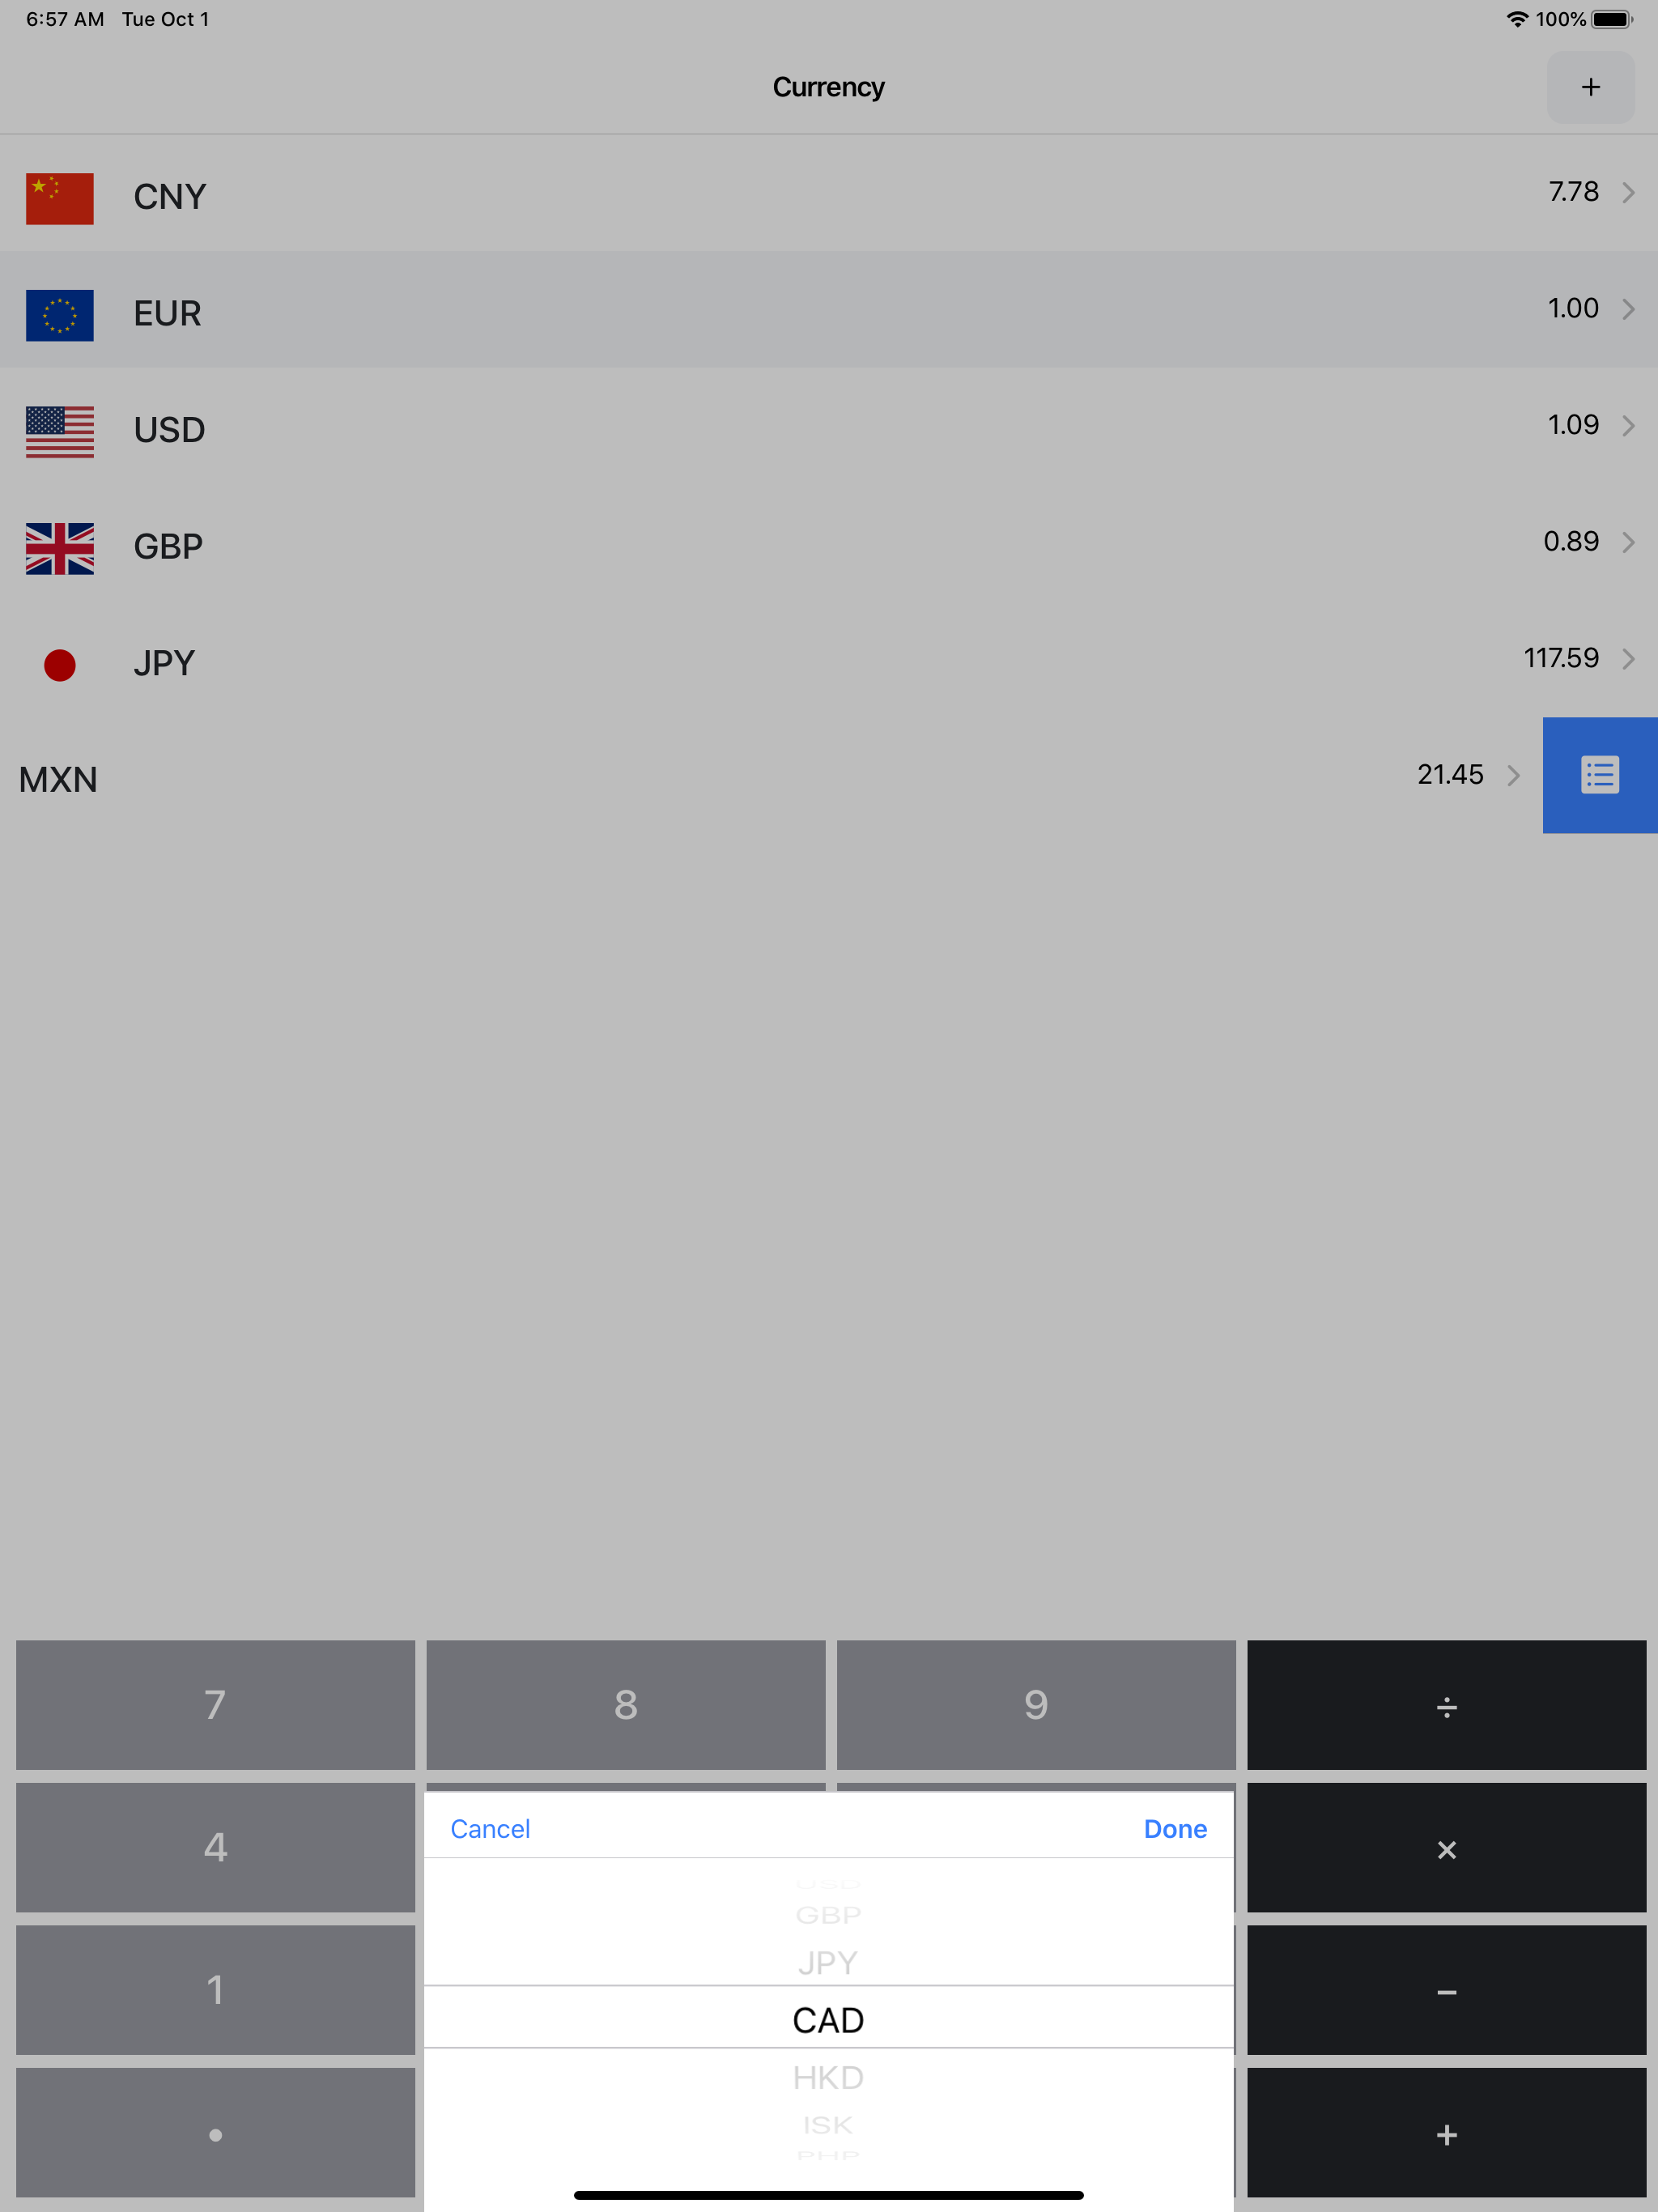 6:57 AM Tue Oct 1 100%
Currency +
CNY 7.78
EUR 1.00
USD 1.09
GBP 0.89
JPY 117.59
MXN 21.45
7 8 9 ÷
4 ×
1 −
• +
Cancel Done
USD
GBP
JPY
CAD
HKD
ISK
PHP